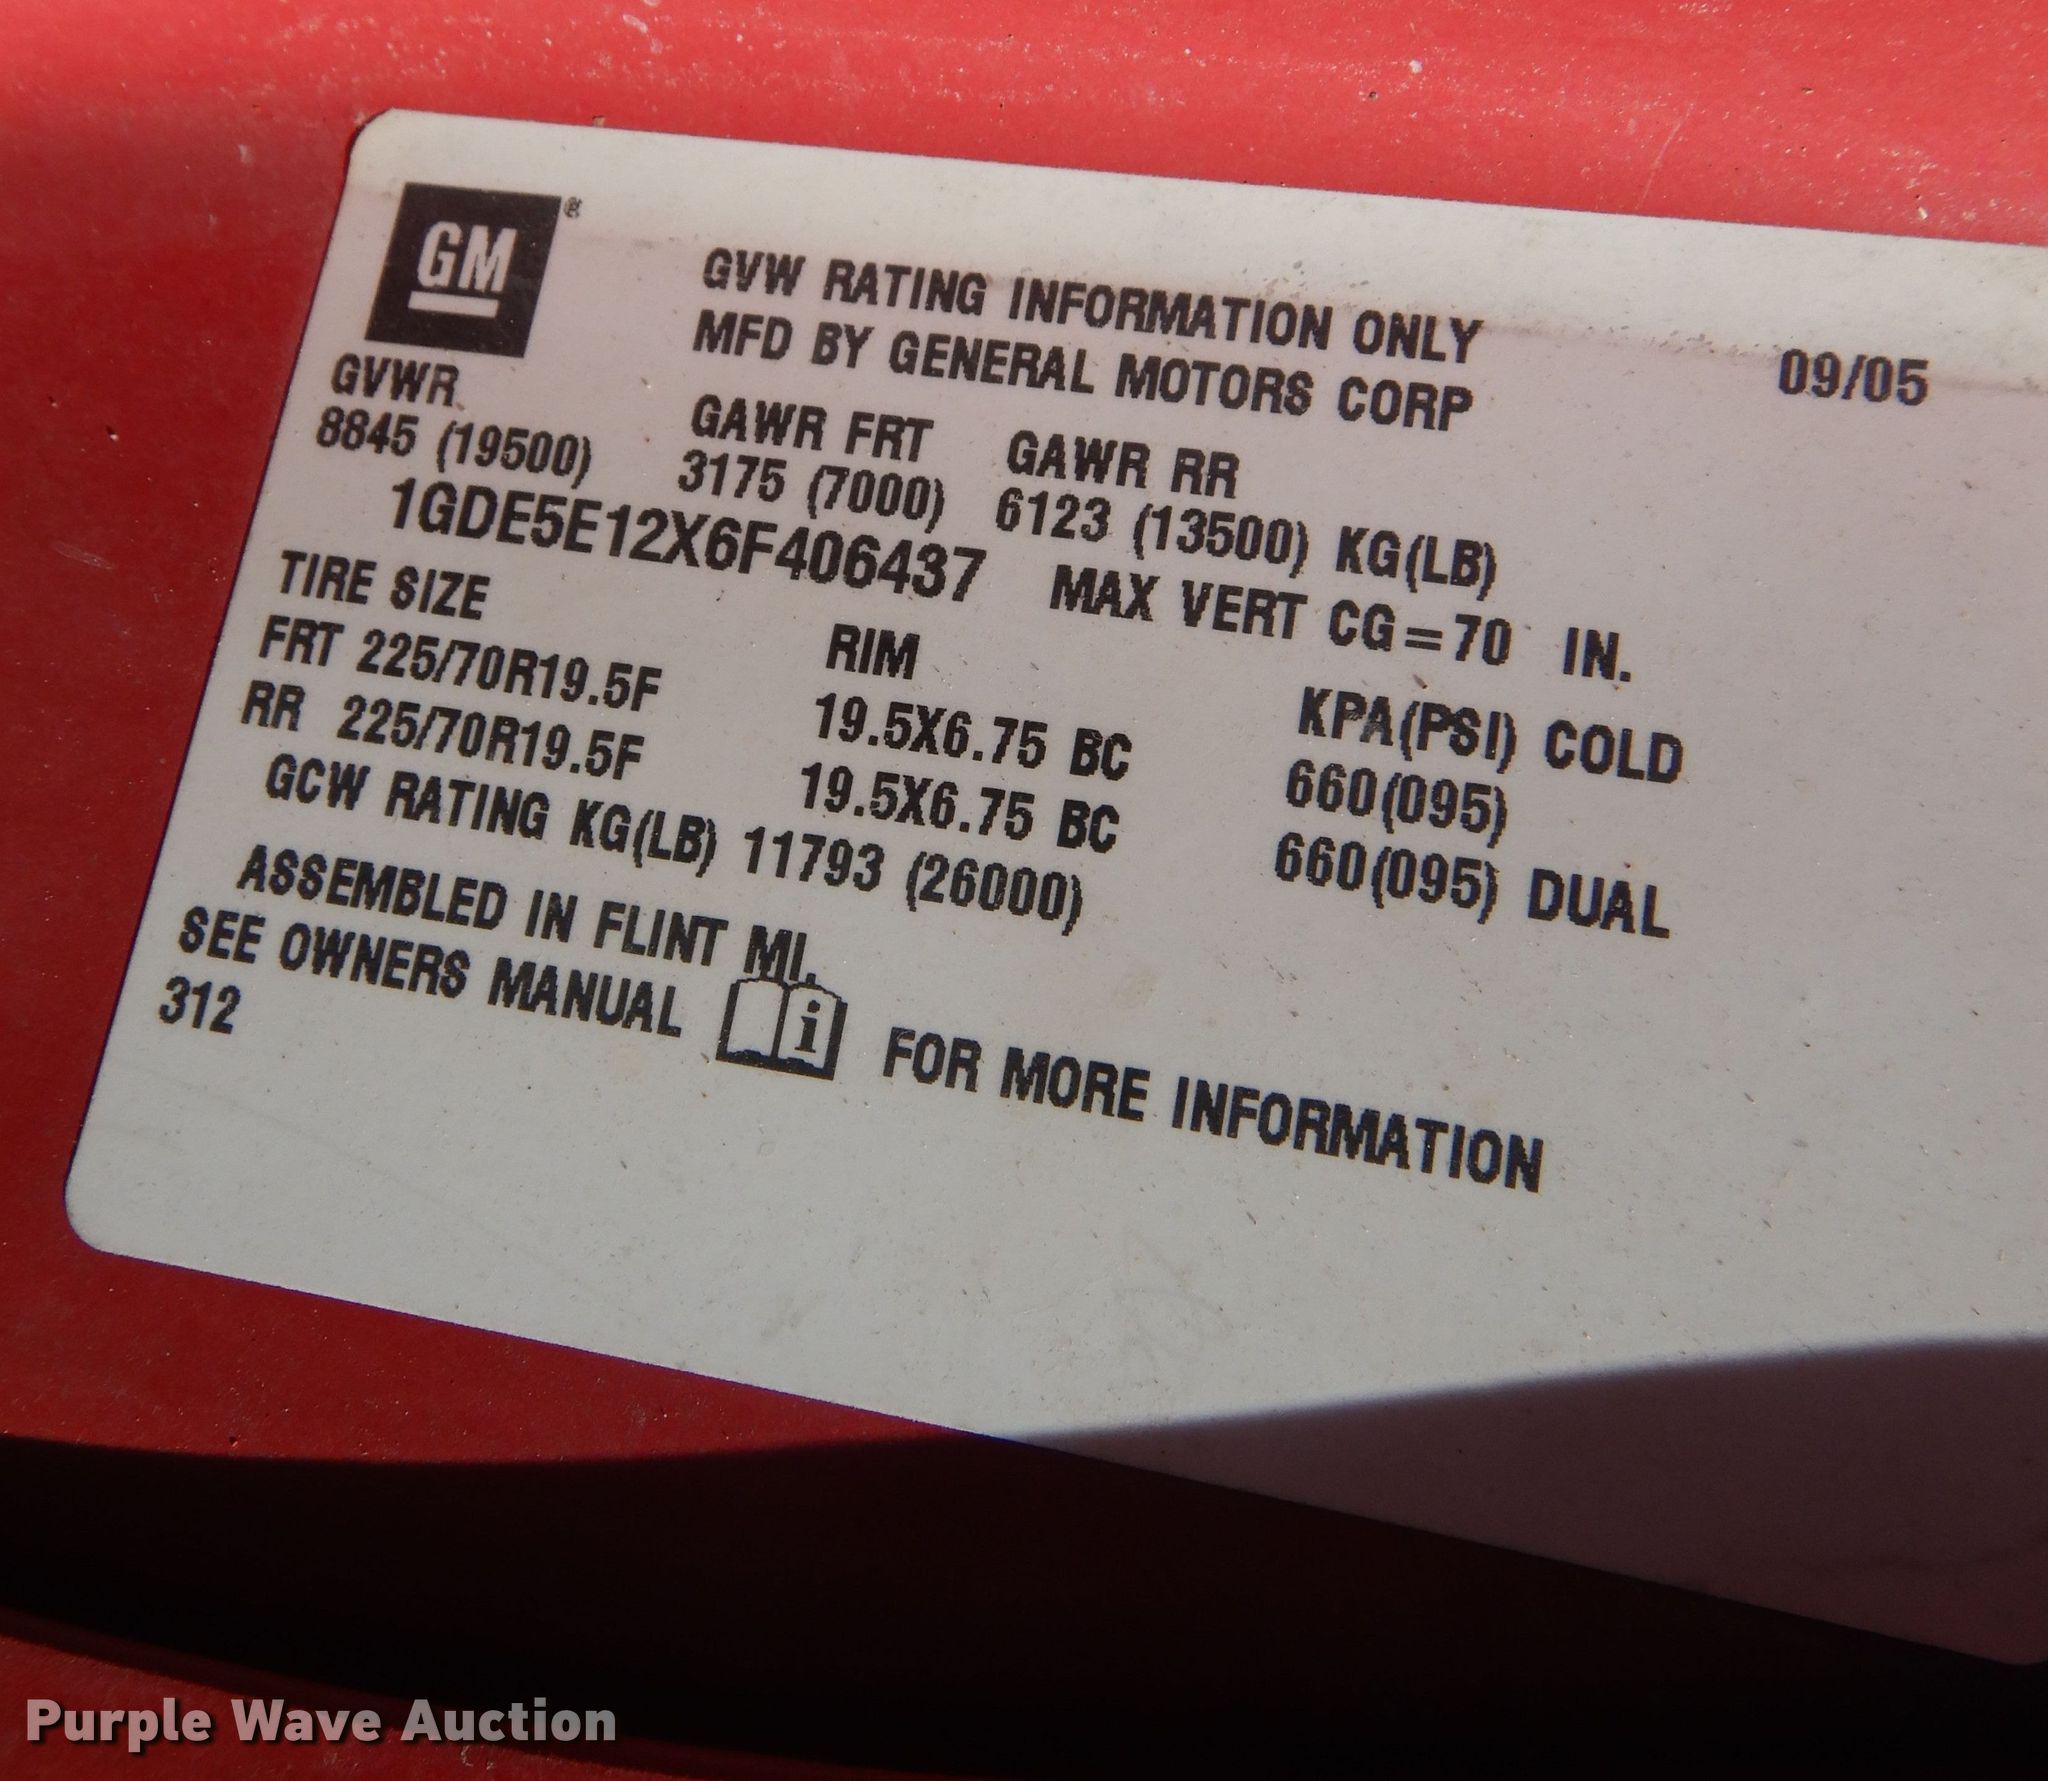 GM ®
GVW RATING INFORMATION ONLY
MFD BY GENERAL MOTORS CORP 09/05
GVWR GAWR FRT GAWR RR
8845 (19500) 3175 (7000) 6123 (13500) KG(LB)
1GDE5E12X6F406437 MAX VERT CG=70 IN.
TIRE SIZE RIM KPA(PSI) COLD
FRT 225/70R19.5F 19.5X6.75 BC 660(095)
RR 225/70R19.5F 19.5X6.75 BC 660(095) DUAL
GCW RATING KG(LB) 11793 (26000)
ASSEMBLED IN FLINT MI.
SEE OWNERS MANUAL i FOR MORE INFORMATION
312
Purple Wave Auction